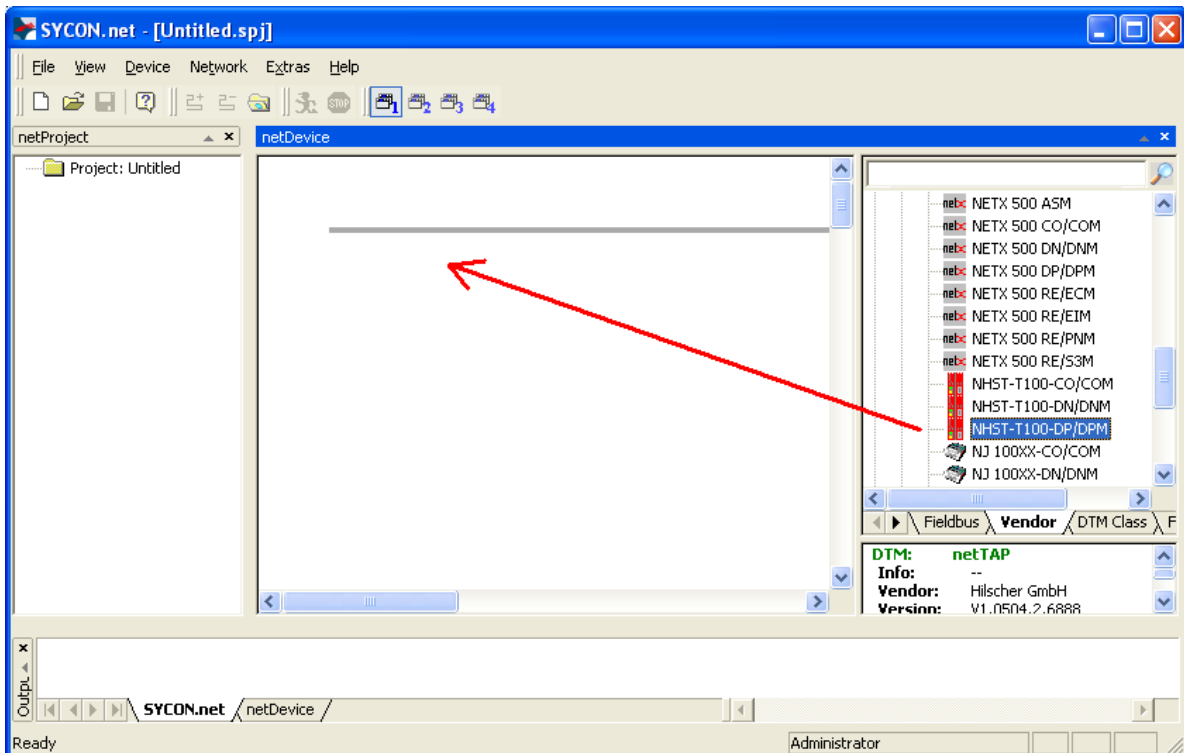 SYCON.net - [Untitled.spj]
File View Device Network Extras Help
netProject
netDevice
Project: Untitled
NETX 500 ASM
NETX 500 CO/COM
NETX 500 DN/DNM
NETX 500 DP/DPM
NETX 500 RE/ECM
NETX 500 RE/EIM
NETX 500 RE/PNM
NETX 500 RE/S3M
NHST-T100-CO/COM
NHST-T100-DN/DNM
NHST-T100-DP/DPM
NJ 100XX-CO/COM
NJ 100XX-DN/DNM
Fieldbus Vendor DTM Class F
DTM: netTAP
Info: --
Vendor: Hilscher GmbH
Version: V1.0504.2.6888
Outpu
SYCON.net netDevice
Ready Administrator